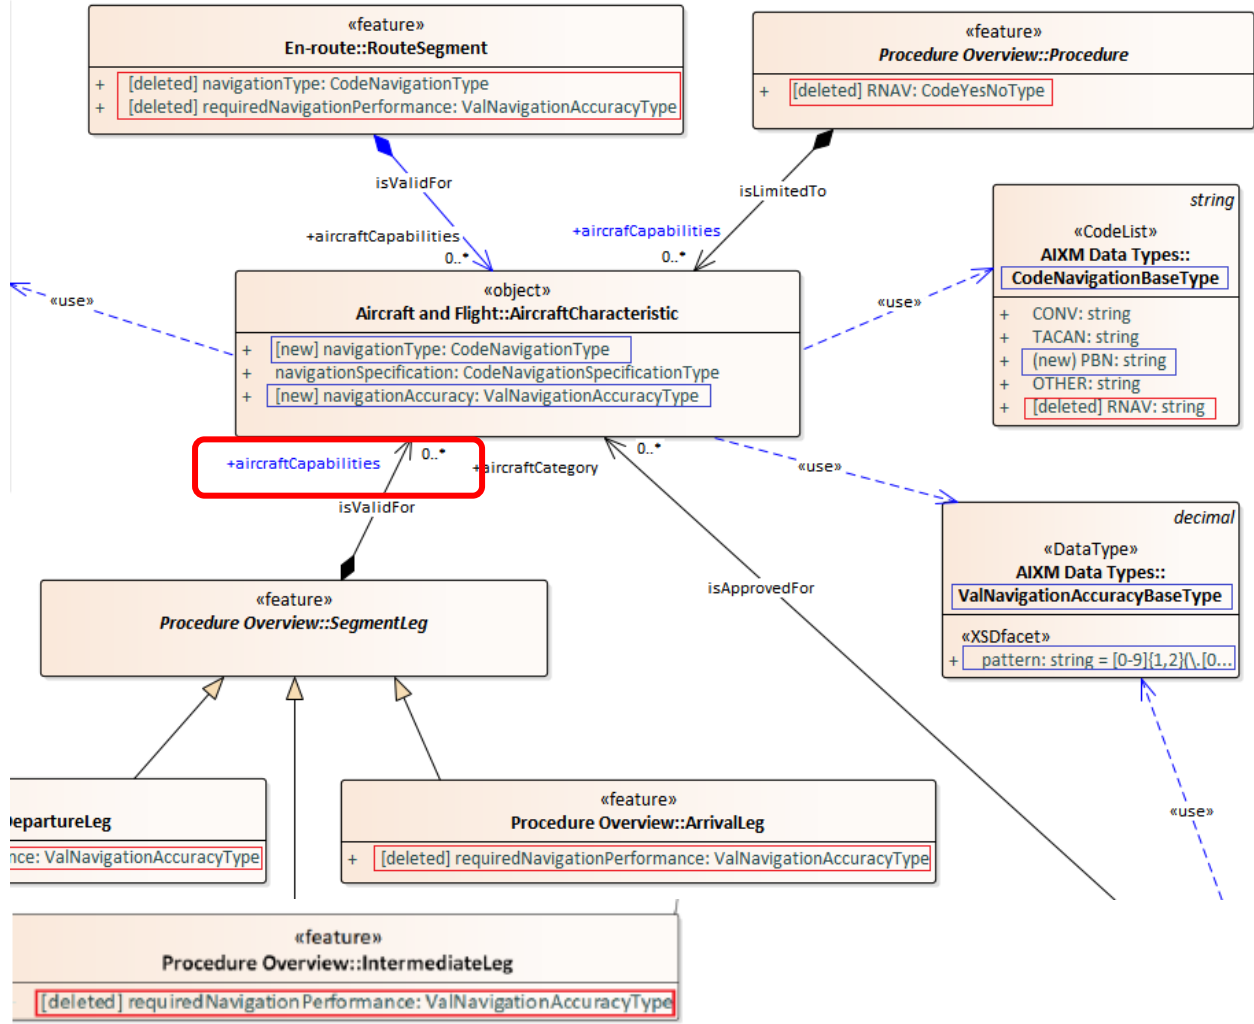 «feature»
En-route::RouteSegment
+ [deleted] navigationType: CodeNavigationType
+ [deleted] requiredNavigationPerformance: ValNavigationAccuracyType
«feature»
Procedure Overview::Procedure
+ [deleted] RNAV: CodeYesNoType
isValidFor
isLimitedTo
+aircraftCapabilities
0..*
+aircrafCapabilities
0..*
string
«CodeList»
AIXM Data Types::
CodeNavigationBaseType
+ CONV: string
+ TACAN: string
+ (new) PBN: string
+ OTHER: string
+ [deleted] RNAV: string
«use»
«use»
«object»
Aircraft and Flight::AircraftCharacteristic
+ [new] navigationType: CodeNavigationType
+ navigationSpecification: CodeNavigationSpecificationType
+ [new] navigationAccuracy: ValNavigationAccuracyType
+aircraftCapabilities
0..*
+aircraftCategory
0..*
«use»
isValidFor
isApprovedFor
decimal
«DataType»
AIXM Data Types::
ValNavigationAccuracyBaseType
«XSDfacet»
+ pattern: string = [0-9]{1,2}(\.[0...
«feature»
Procedure Overview::SegmentLeg
«use»
epartureLeg
nce: ValNavigationAccuracyType
«feature»
Procedure Overview::ArrivalLeg
+ [deleted] requiredNavigationPerformance: ValNavigationAccuracyType
«feature»
Procedure Overview::IntermediateLeg
[deleted] requiredNavigationPerformance: ValNavigationAccuracyType